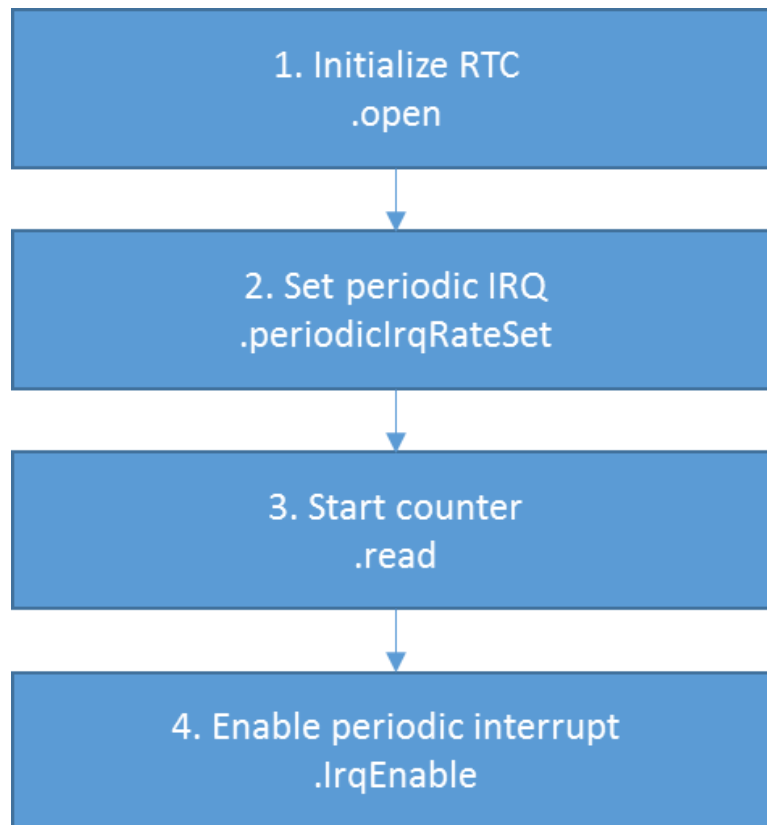 1. Initialize RTC
.open
2. Set periodic IRQ
.periodicIrqRateSet
3. Start counter
.read
4. Enable periodic interrupt
.IrqEnable